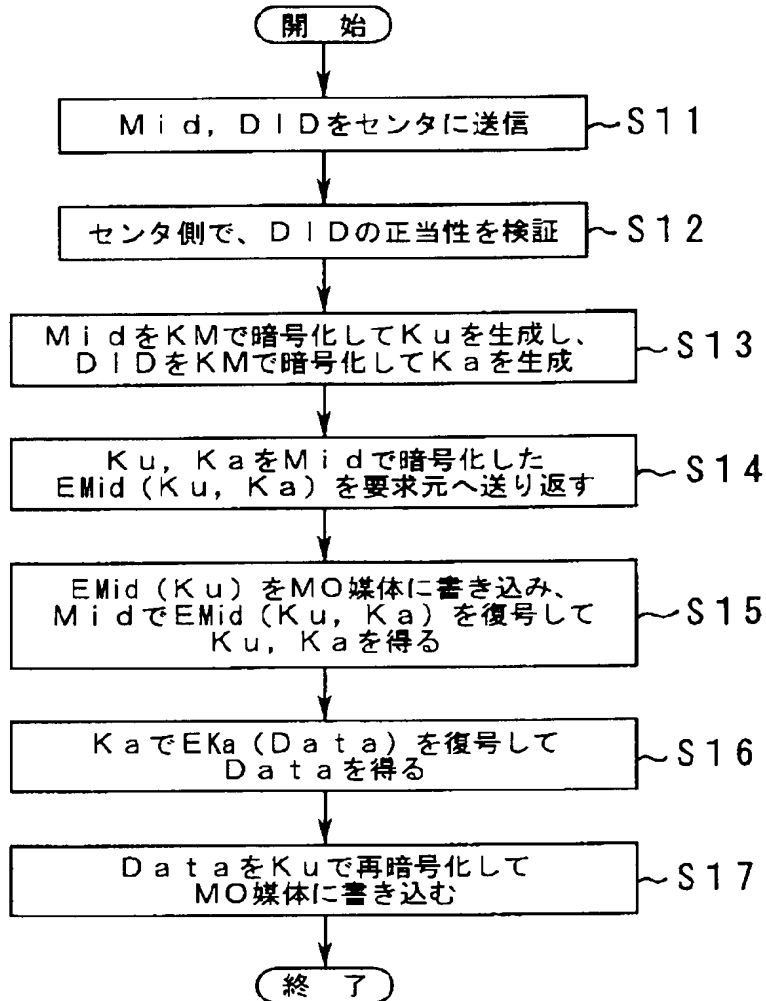 開 始
Mid, DIDをセンタに送信
S11
センタ側で、DIDの正当性を検証
S12
MidをKMで暗号化してKuを生成し、
DIDをKMで暗号化してKaを生成
S13
Ku, KaをMidで暗号化した
EMid (Ku, Ka) を要求元へ送り返す
S14
EMid (Ku) をMO媒体に書き込み、
MidでEMid (Ku, Ka) を復号して
Ku, Kaを得る
S15
KaでEKa (Data) を復号して
Dataを得る
S16
DataをKuで再暗号化して
MO媒体に書き込む
S17
終 了